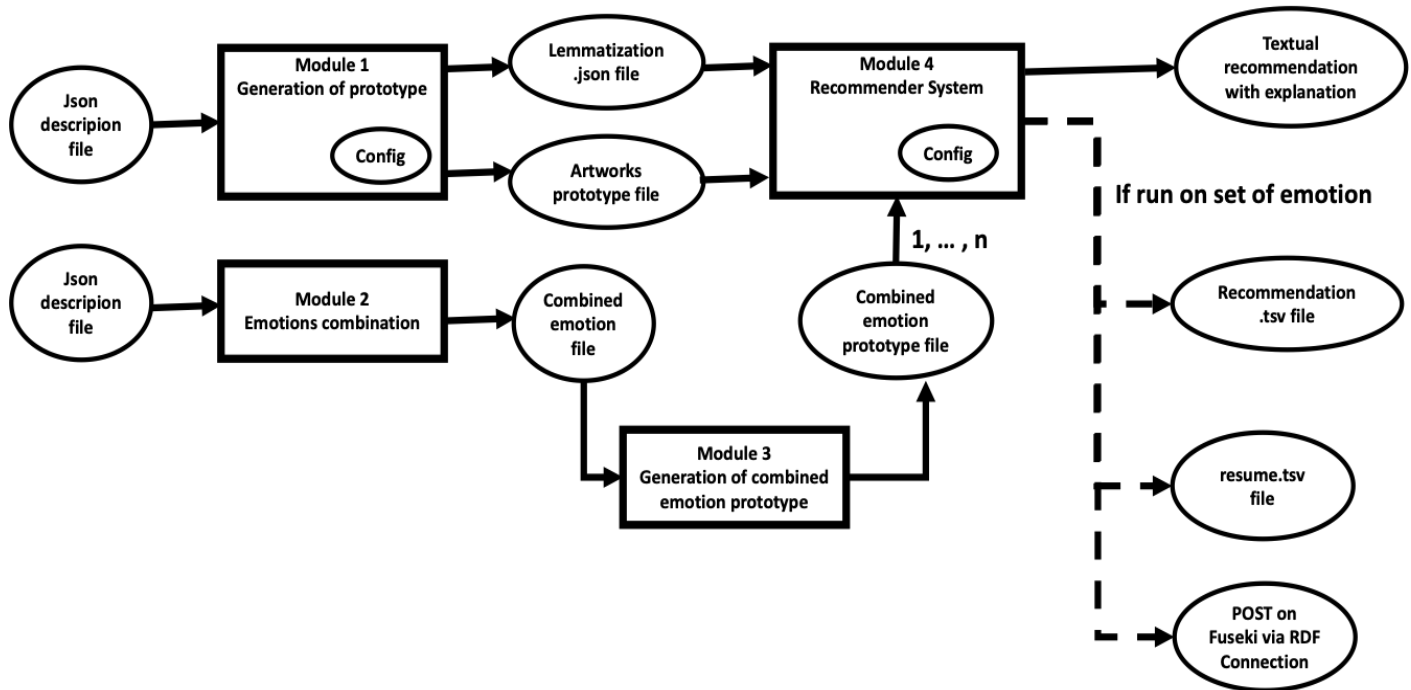 Json
descripion
file
Module 1
Generation of prototype
Config
Lemmatization
.json file
Artworks
prototype file
Module 4
Recommender System
Config
Textual
recommendation
with explanation
If run on set of emotion
1, ... , n
Json
descripion
file
Module 2
Emotions combination
Combined
emotion
file
Combined
emotion
prototype file
Recommendation
.tsv file
Module 3
Generation of combined
emotion prototype
resume.tsv
file
POST on
Fuseki via RDF
Connection